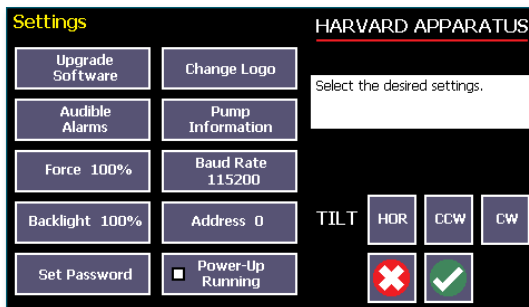 Settings
HARVARD APPARATUS
Upgrade
Software
Change Logo
Select the desired settings.
Audible
Alarms
Pump
Information
Force 100%
Baud Rate
115200
Backlight 100%
Address 0
TILT
HOR
CCW
CW
Set Password
Power-Up
Running